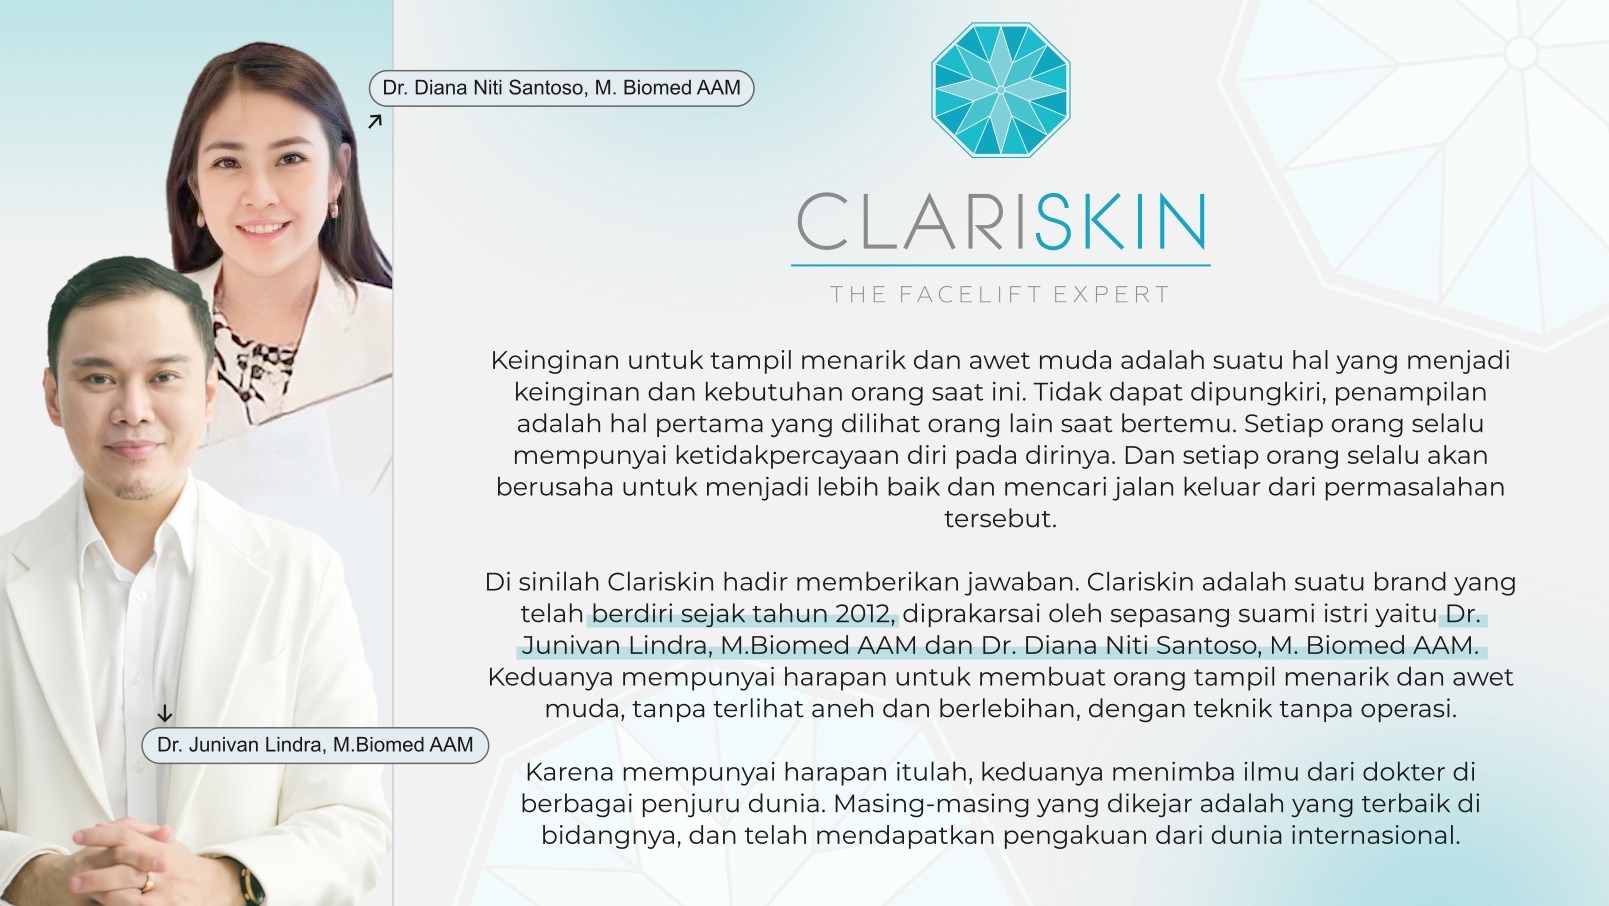 Dr. Diana Niti Santoso, M. Biomed AAM
CLARISKIN
THE FACELIFT EXPERT
Keinginan untuk tampil menarik dan awet muda adalah suatu hal yang menjadi
keinginan dan kebutuhan orang saat ini. Tidak dapat dipungkiri, penampilan
adalah hal pertama yang dilihat orang lain saat bertemu. Setiap orang selalu
mempunyai ketidakpercayaan diri pada dirinya. Dan setiap orang selalu akan
berusaha untuk menjadi lebih baik dan mencari jalan keluar dari permasalahan
tersebut.
Di sinilah Clariskin hadir memberikan jawaban. Clariskin adalah suatu brand yang
telah berdiri sejak tahun 2012, diprakarsai oleh sepasang suami istri yaitu Dr.
Junivan Lindra, M.Biomed AAM dan Dr. Diana Niti Santoso, M. Biomed AAM.
Keduanya mempunyai harapan untuk membuat orang tampil menarik dan awet
muda, tanpa terlihat aneh dan berlebihan, dengan teknik tanpa operasi.
Dr. Junivan Lindra, M.Biomed AAM
Karena mempunyai harapan itulah, keduanya menimba ilmu dari dokter di
berbagai penjuru dunia. Masing-masing yang dikejar adalah yang terbaik di
bidangnya, dan telah mendapatkan pengakuan dari dunia internasional.